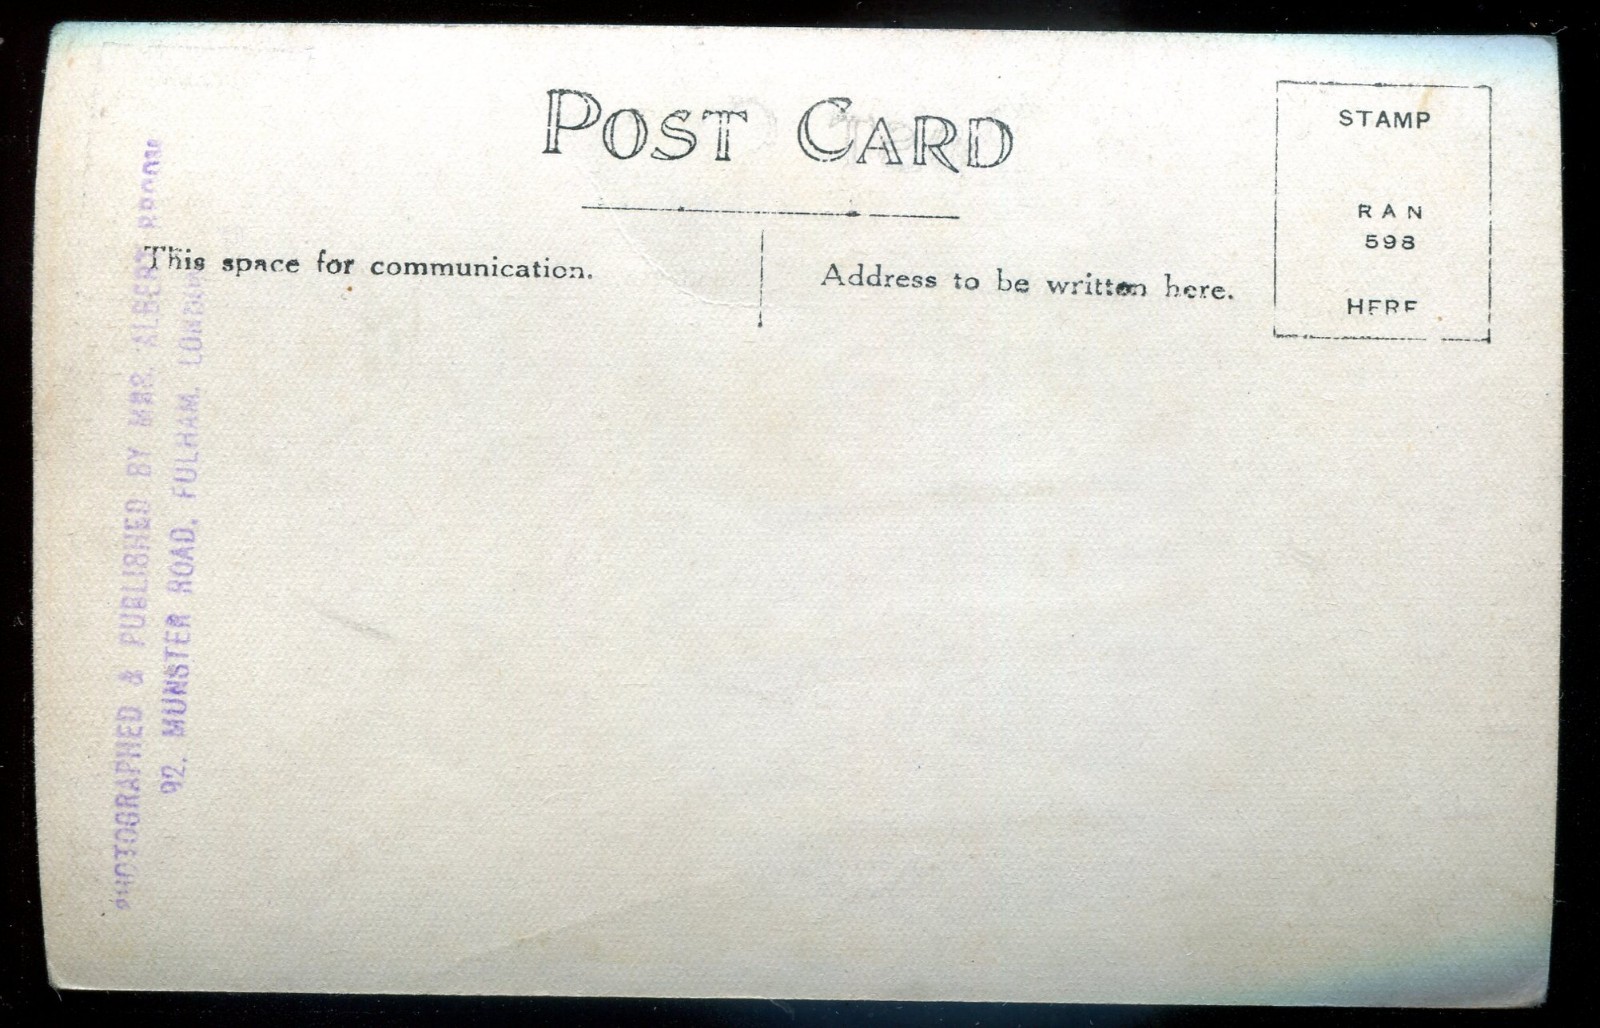 POST CARD
STAMP
RAN
598
HERE
This space for communication.
Address to be written here.
PHOTOGRAPHED & PUBLISHED BY MRS. ALBERT BROOM
92. MUNSTER ROAD, FULHAM. LONDON